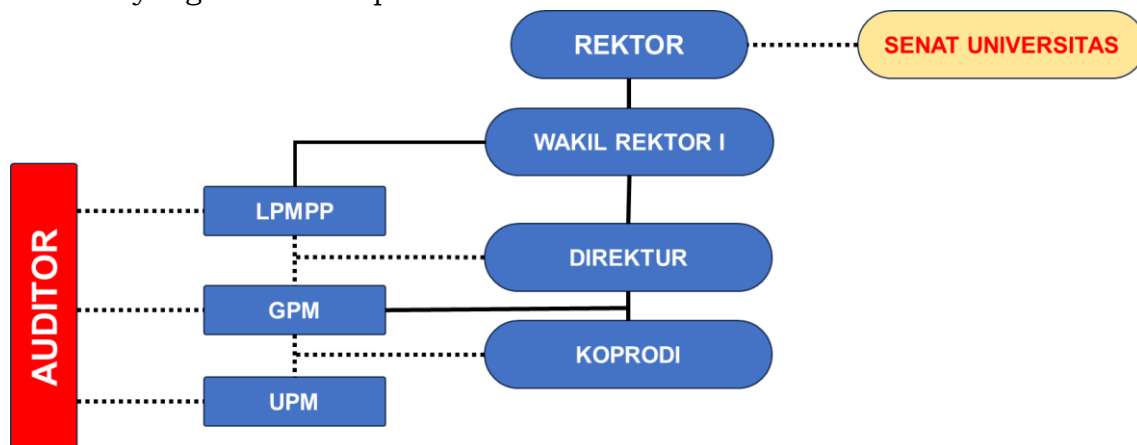 REKTOR
SENAT UNIVERSITAS
WAKIL REKTOR I
LPMPP
DIREKTUR
GPM
KOPRODI
UPM
AUDITOR